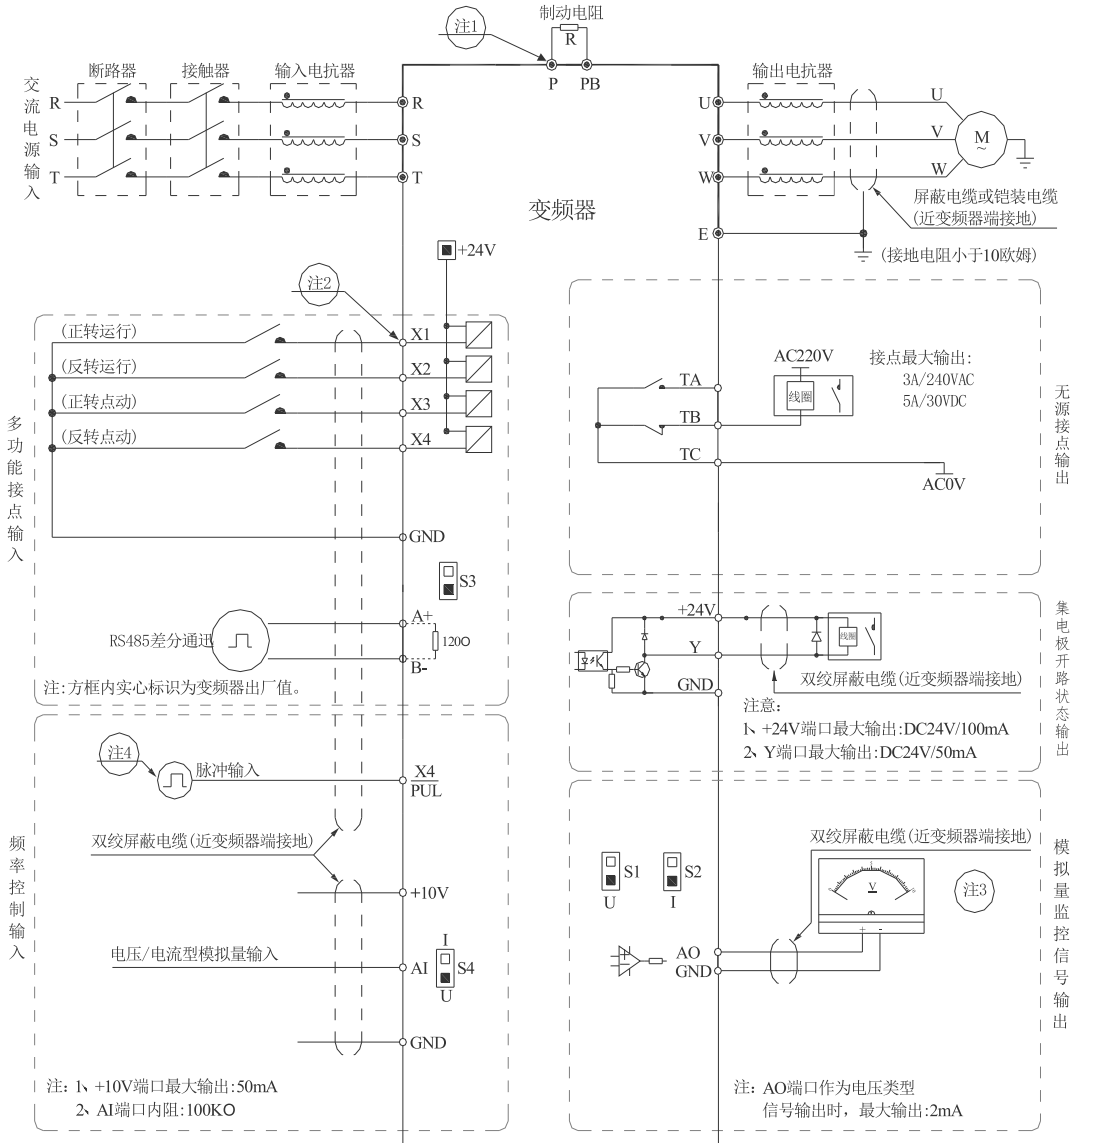 制动电阻
注1
R
P
PB
交流电源输入
断路器
接触器
输入电抗器
输出电抗器
R
R
U
U
S
S
V
V
M
~
T
T
W
W
变频器
屏蔽电缆或铠装电缆
(近变频器端接地)
E
(接地电阻小于10欧姆)
+24V
注2
多功能接点输入
(正转运行)
X1
(反转运行)
X2
(正转点动)
X3
(反转点动)
X4
GND
S3
RS485差分通迅
A+
120Ω
B-
注:方框内实心标识为变频器出厂值。
无源接点输出
AC220V
接点最大输出:
3A/240VAC
5A/30VDC
线圈
TA
TB
TC
AC0V
集电极开路状态输出
+24V
Y
线圈
GND
双绞屏蔽电缆(近变频器端接地)
注意:
1、+24V端口最大输出:DC24V/100mA
2、Y端口最大输出:DC24V/50mA
频率控制输入
注4
脉冲输入
X4
PUL
双绞屏蔽电缆(近变频器端接地)
+10V
电压/电流型模拟量输入
AI
I
S4
U
GND
注: 1、+10V端口最大输出:50mA
2、AI端口内阻:100KΩ
模拟量监控信号输出
双绞屏蔽电缆(近变频器端接地)
S1
U
S2
I
V
+ -
注3
AO
GND
注: AO端口作为电压类型
信号输出时，最大输出:2mA